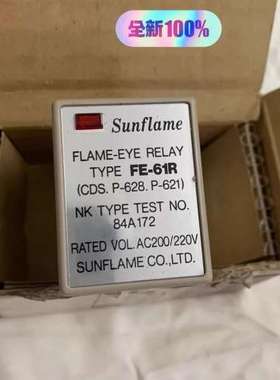 全新100%
Sunflame
FLAME-EYE RELAY
TYPE FE-61R
(CDS. P-628. P-621)
NK TYPE TEST NO.
84A172
RATED VOL. AC200/220V
SUNFLAME CO., LTD.